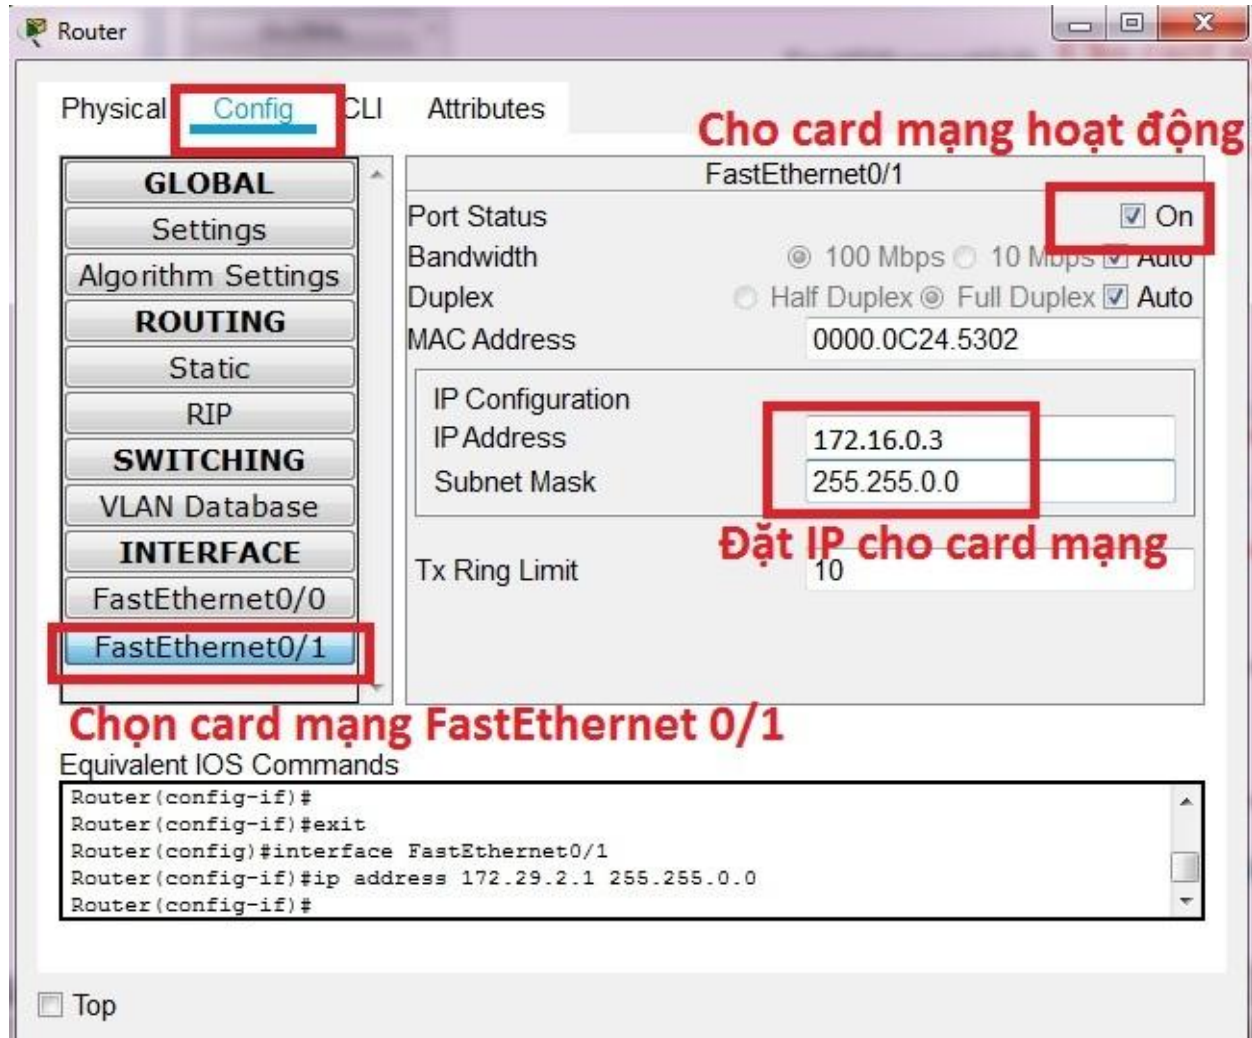 Router
Physical Config CLI Attributes
Cho card mạng hoạt động
GLOBAL
Settings
Algorithm Settings
ROUTING
Static
RIP
SWITCHING
VLAN Database
INTERFACE
FastEthernet0/0
FastEthernet0/1
FastEthernet0/1
Port Status On
Bandwidth 100 Mbps 10 Mbps Auto
Duplex Half Duplex Full Duplex Auto
MAC Address 0000.0C24.5302
IP Configuration
IP Address 172.16.0.3
Subnet Mask 255.255.0.0
Đặt IP cho card mạng
Tx Ring Limit 10
Chọn card mạng FastEthernet 0/1
Equivalent IOS Commands
Router(config-if)#
Router(config-if)#exit
Router(config)#interface FastEthernet0/1
Router(config-if)#ip address 172.29.2.1 255.255.0.0
Router(config-if)#
Top